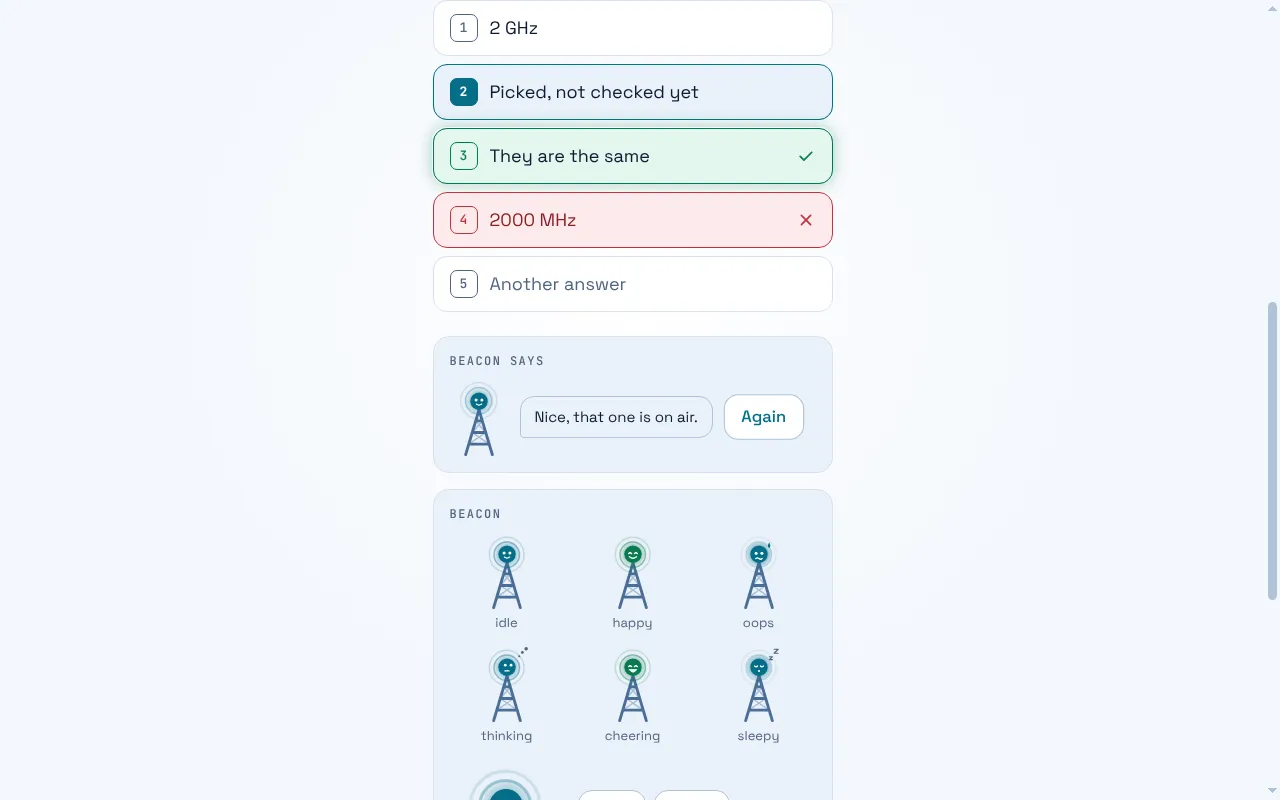 1 2 GHz
2 Picked, not checked yet
3 They are the same
4 2000 MHz
5 Another answer
BEACON SAYS
Nice, that one is on air. Again
BEACON
idle happy oops
z z
thinking cheering sleepy